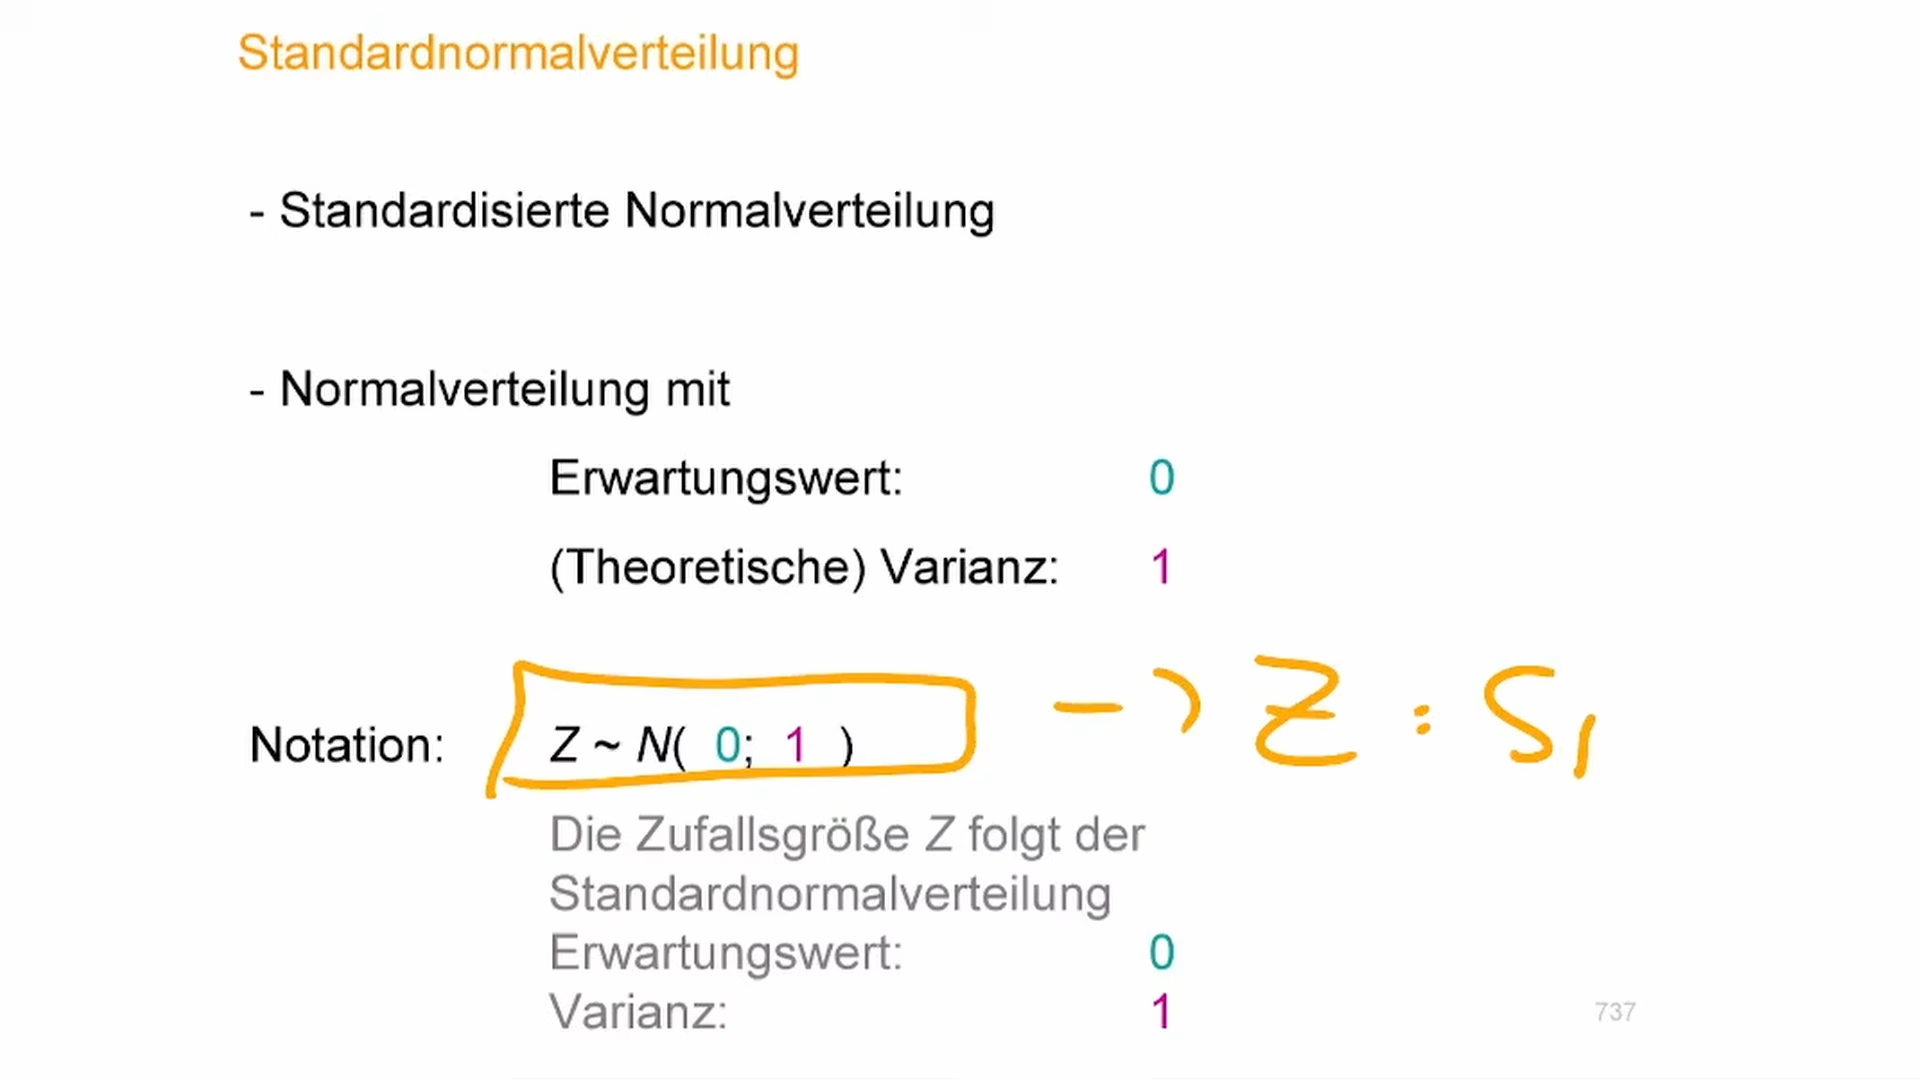 Standardnormalverteilung
- Standardisierte Normalverteilung
- Normalverteilung mit
Erwartungswert: 0
(Theoretische) Varianz: 1
Notation: Z ~ N( 0; 1 ) → Z : S
Die Zufallsgröße Z folgt der
Standardnormalverteilung
Erwartungswert: 0
Varianz: 1
737